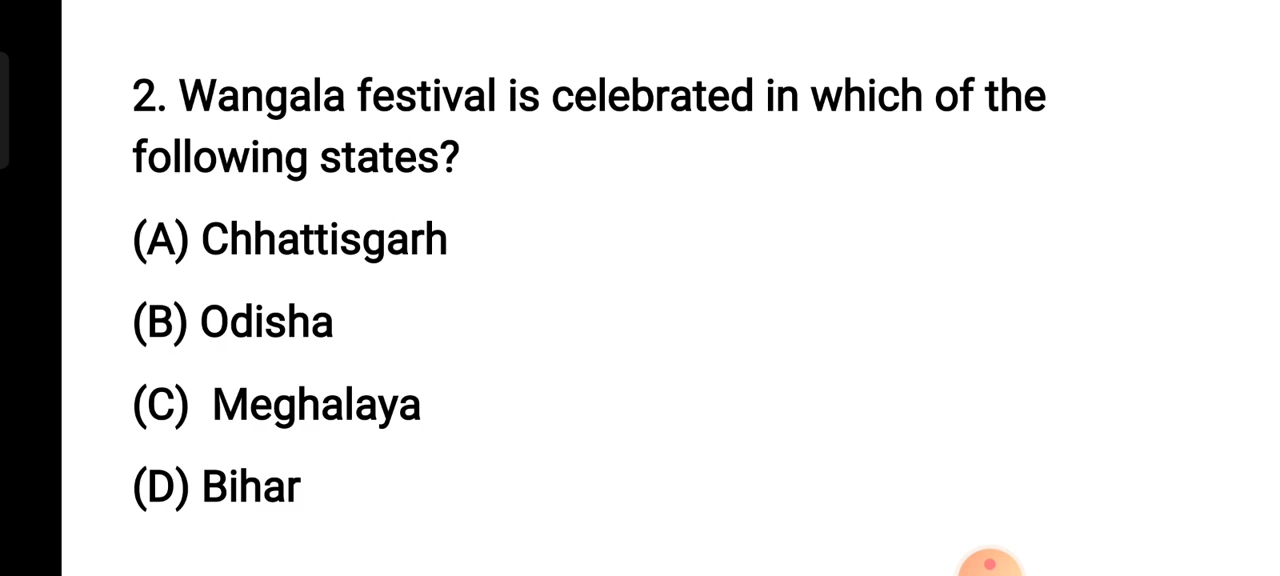 2. Wangala festival is celebrated in which of the
following states?
(A) Chhattisgarh
(B) Odisha
(C) Meghalaya
(D) Bihar